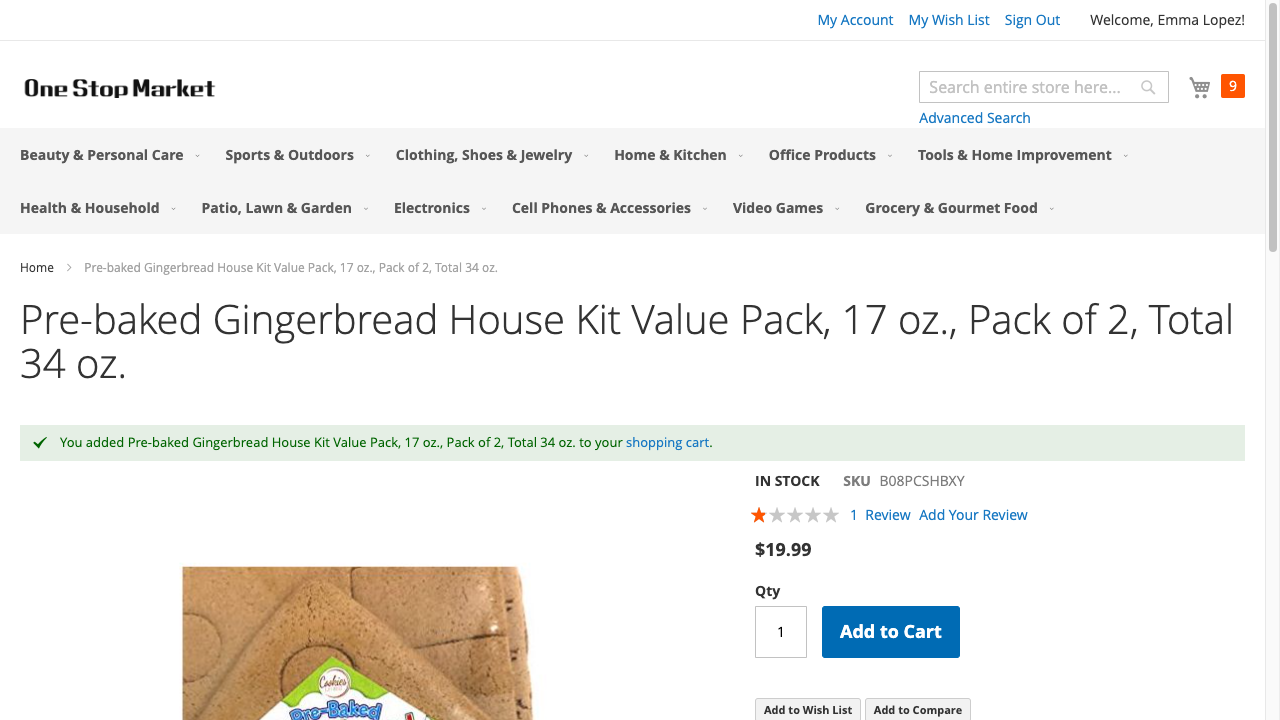 My Account My Wish List Sign Out Welcome, Emma Lopez!
One Stop Market
Search entire store here...
9
Advanced Search
Beauty & Personal Care Sports & Outdoors Clothing, Shoes & Jewelry Home & Kitchen Office Products Tools & Home Improvement
Health & Household Patio, Lawn & Garden Electronics Cell Phones & Accessories Video Games Grocery & Gourmet Food
Home Pre-baked Gingerbread House Kit Value Pack, 17 oz., Pack of 2, Total 34 oz.
Pre-baked Gingerbread House Kit Value Pack, 17 oz., Pack of 2, Total
34 oz.
You added Pre-baked Gingerbread House Kit Value Pack, 17 oz., Pack of 2, Total 34 oz. to your shopping cart.
IN STOCK SKU B08PCSHBXY
1 Review Add Your Review
$19.99
Qty
1
Add to Cart
Cookies
Pre-Baked
Add to Wish List Add to Compare